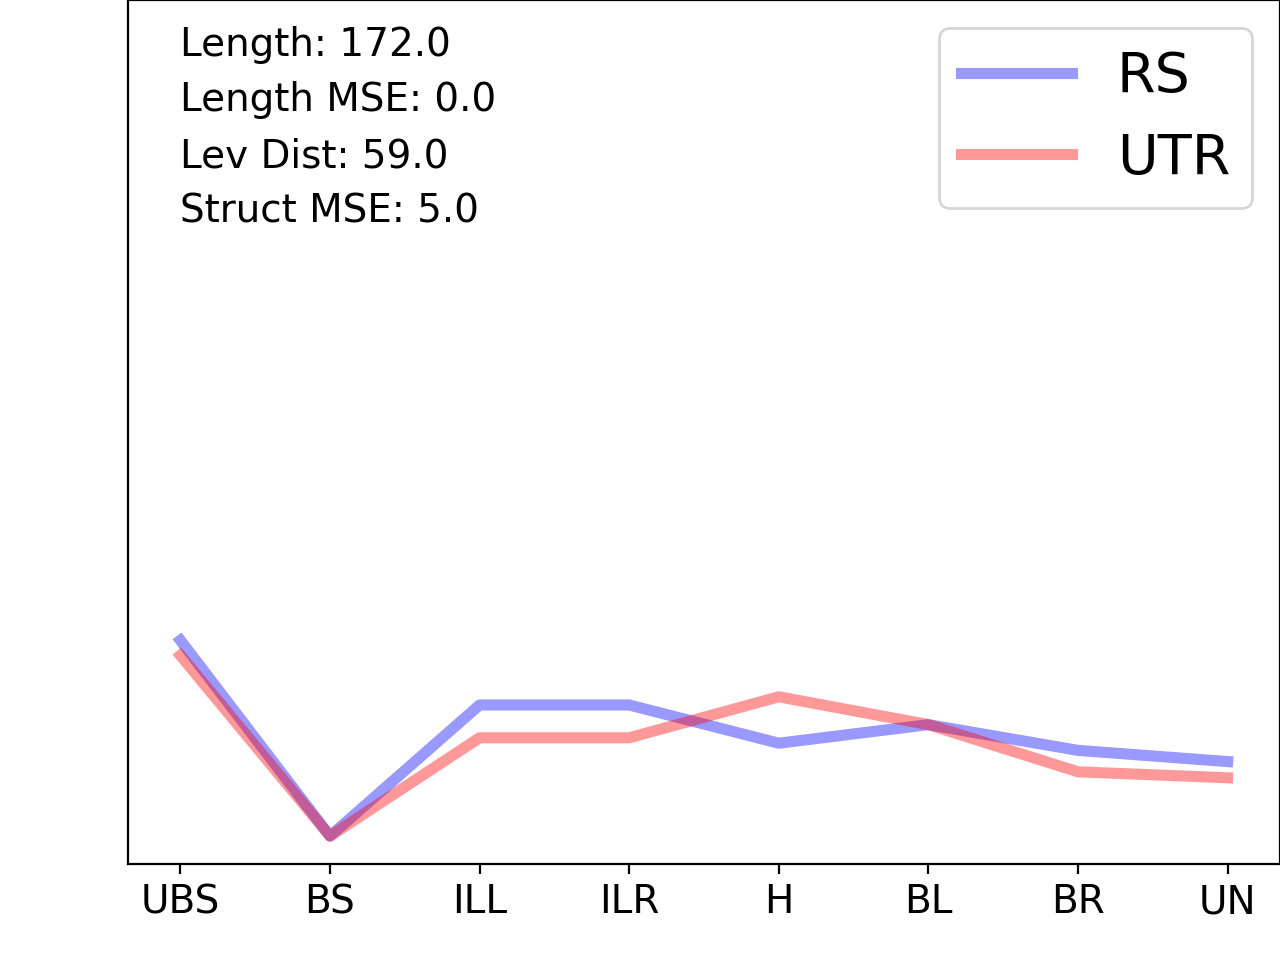 Length: 172.0
Length MSE: 0.0
Lev Dist: 59.0
Struct MSE: 5.0
RS
UTR
UBS BS ILL ILR H BL BR UN